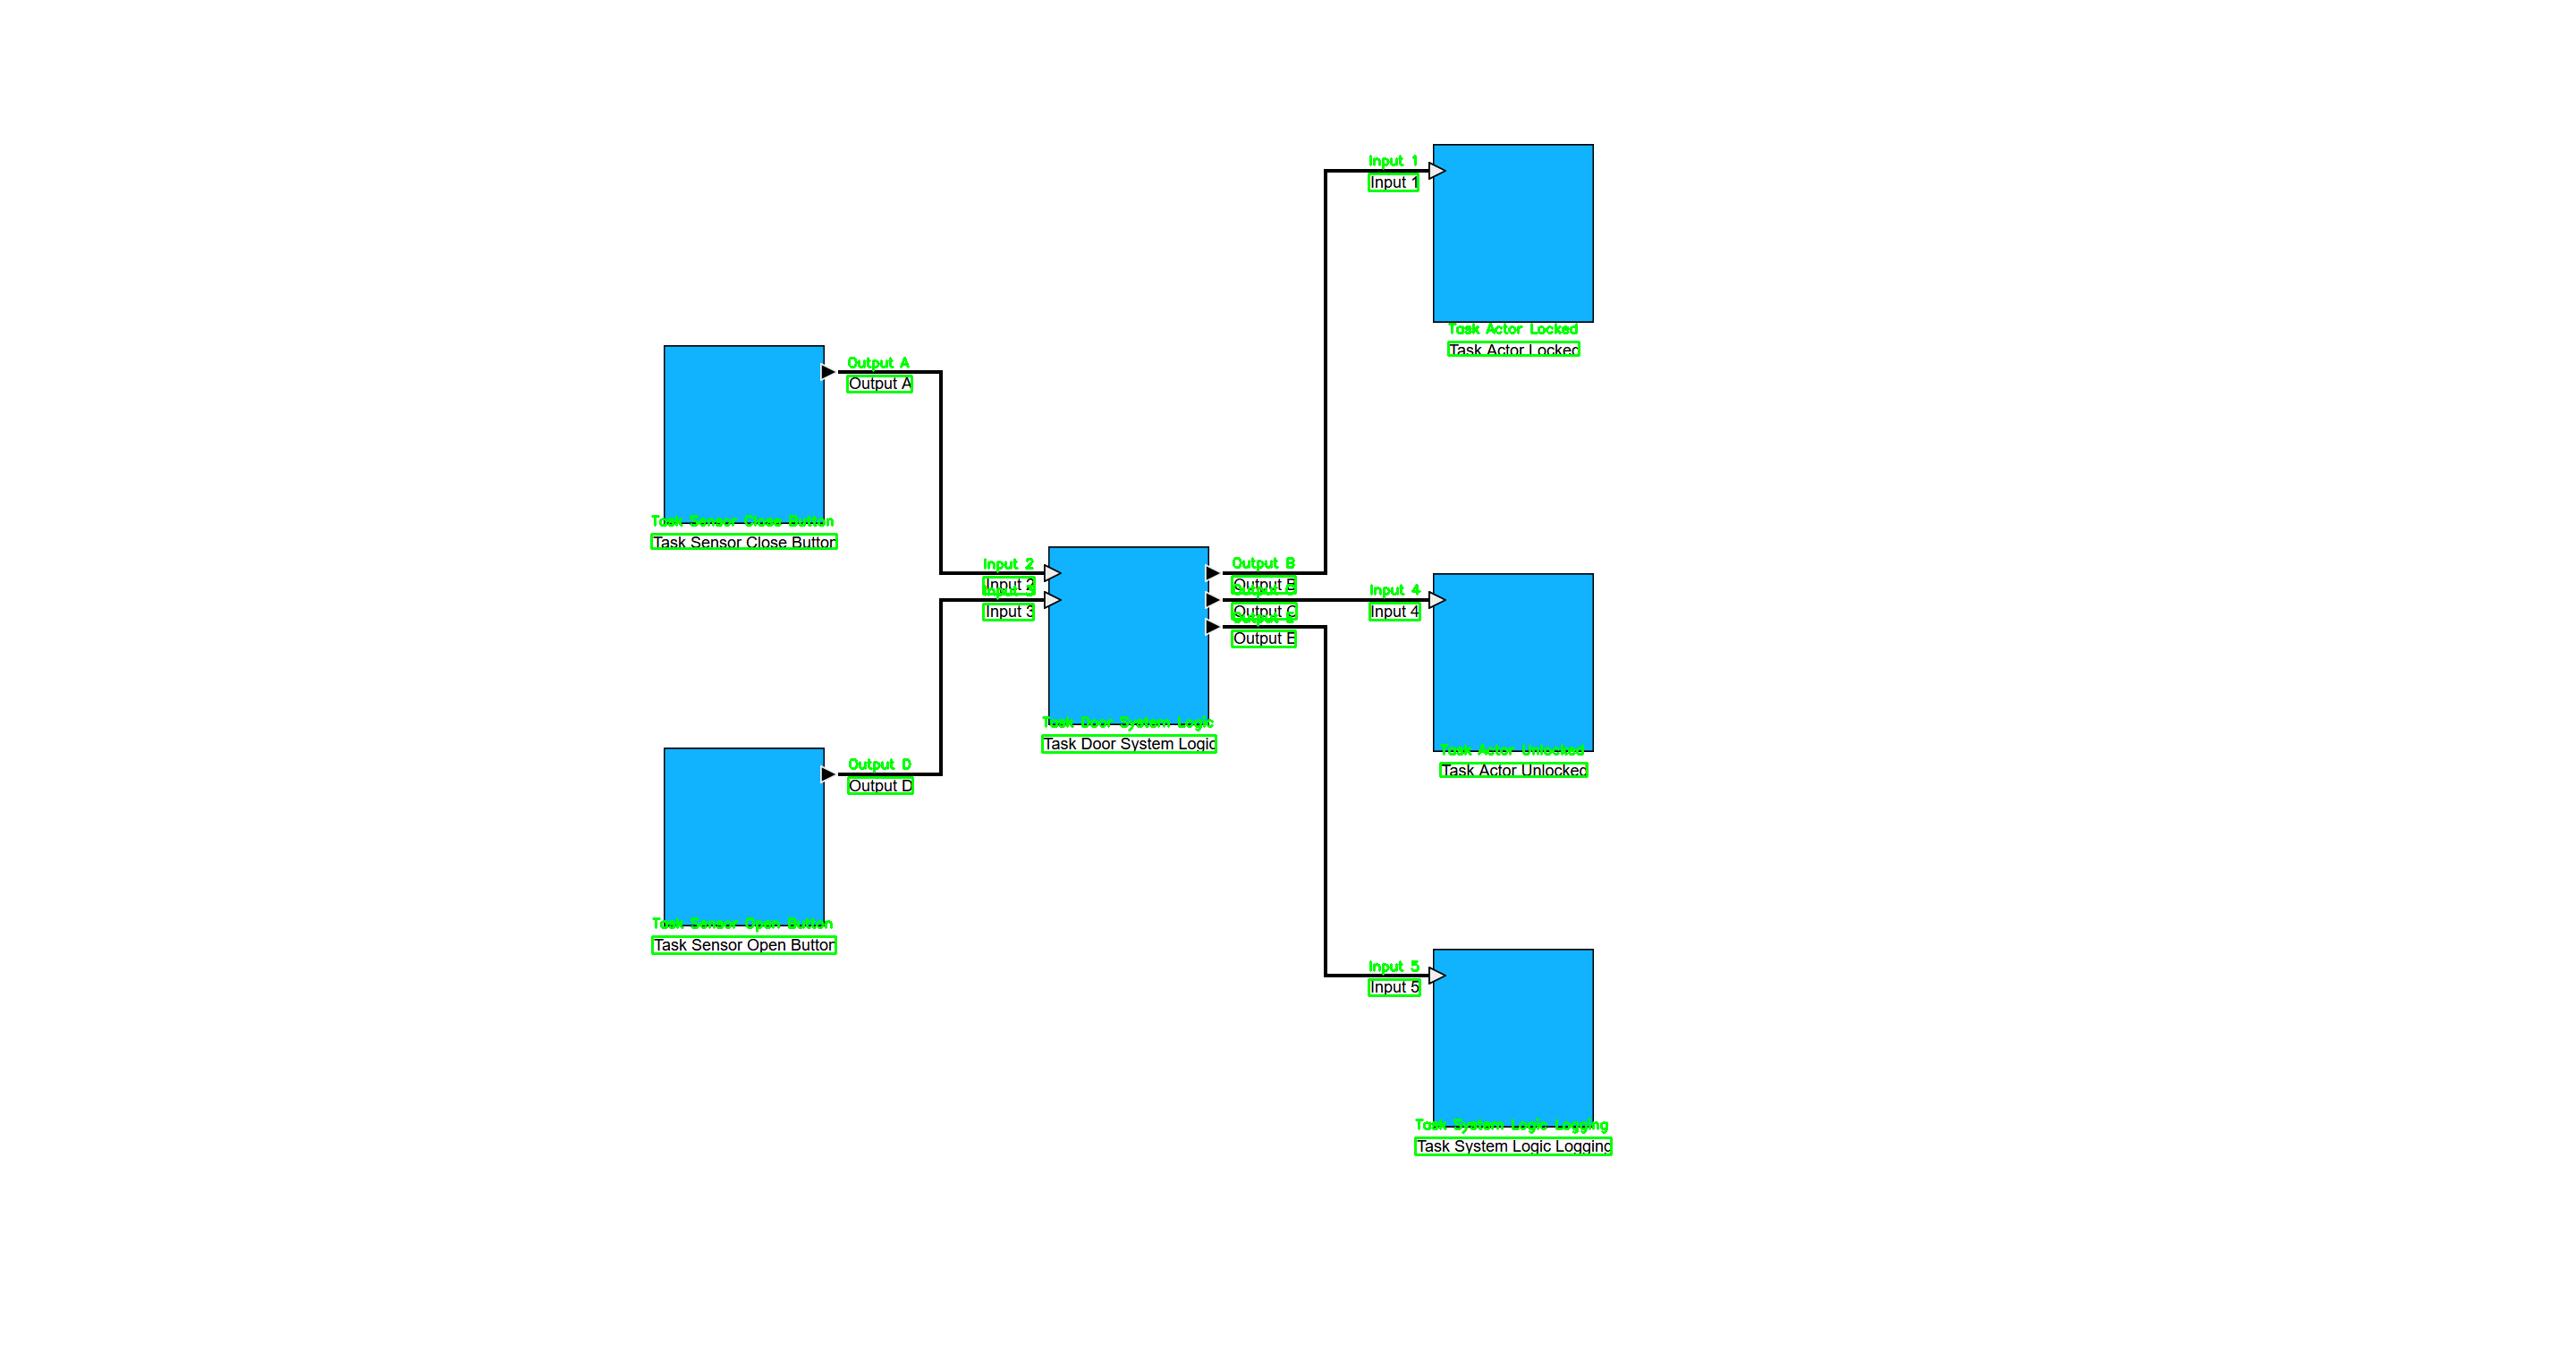 Input 1
Input 1
Task Actor Locked
Task Actor Locked
Output A
Output A
Task Sensor Close Button
Task Sensor Close Button
Input 2
Input 2
Input 3
Input 3
Output B
Output B
Output C
Output C
Output E
Output E
Input 4
Input 4
Task Door System Logic
Task Door System Logic
Task Actor Unlocked
Task Actor Unlocked
Output D
Output D
Task Sensor Open Button
Task Sensor Open Button
Input 5
Input 5
Task System Logic Logging
Task System Logic Logging